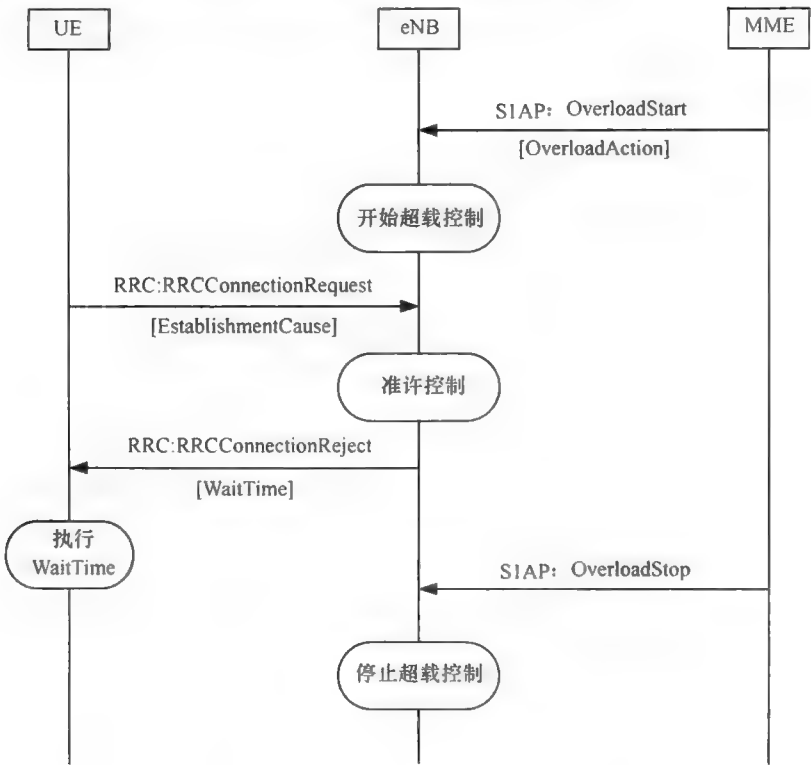 UE
eNB
MME
S1AP：OverloadStart
[OverloadAction]
开始超载控制
RRC:RRCConnectionRequest
[EstablishmentCause]
准许控制
RRC:RRCConnectionReject
[WaitTime]
执行
WaitTime
S1AP：OverloadStop
停止超载控制